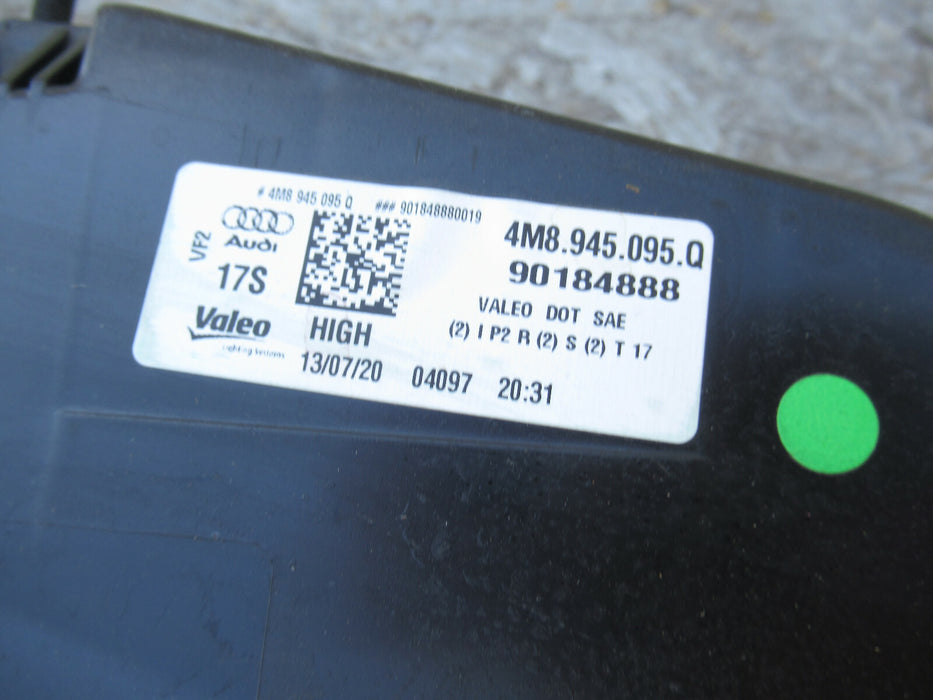 # 4M8 945 095 Q ### 901848880019
Audi
VF2
17S
4M8.945.095.Q
90184888
VALEO DOT SAE
(2) I P2 R (2) S (2) T 17
Valeo
Lighting Systems
HIGH
13/07/20 04097 20:31